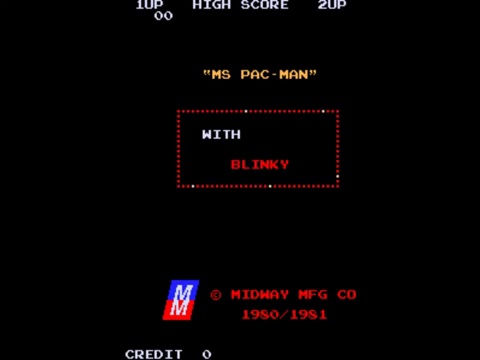 1UP HIGH SCORE 2UP
00
"MS PAC-MAN"
WITH
BLINKY
MM © MIDWAY MFG CO
1980/1981
CREDIT 0